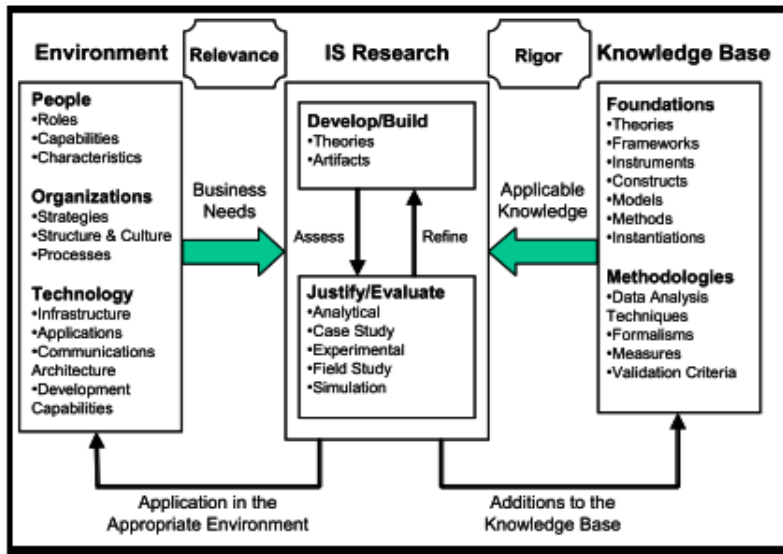 Environment
Relevance
IS Research
Rigor
Knowledge Base
People
•Roles
•Capabilities
•Characteristics
Organizations
•Strategies
•Structure & Culture
•Processes
Technology
•Infrastructure
•Applications
•Communications
Architecture
•Development
Capabilities
Business
Needs
Develop/Build
•Theories
•Artifacts
Assess
Refine
Justify/Evaluate
•Analytical
•Case Study
•Experimental
•Field Study
•Simulation
Applicable
Knowledge
Foundations
•Theories
•Frameworks
•Instruments
•Constructs
•Models
•Methods
•Instantiations
Methodologies
•Data Analysis
Techniques
•Formalisms
•Measures
•Validation Criteria
Application in the
Appropriate Environment
Additions to the
Knowledge Base